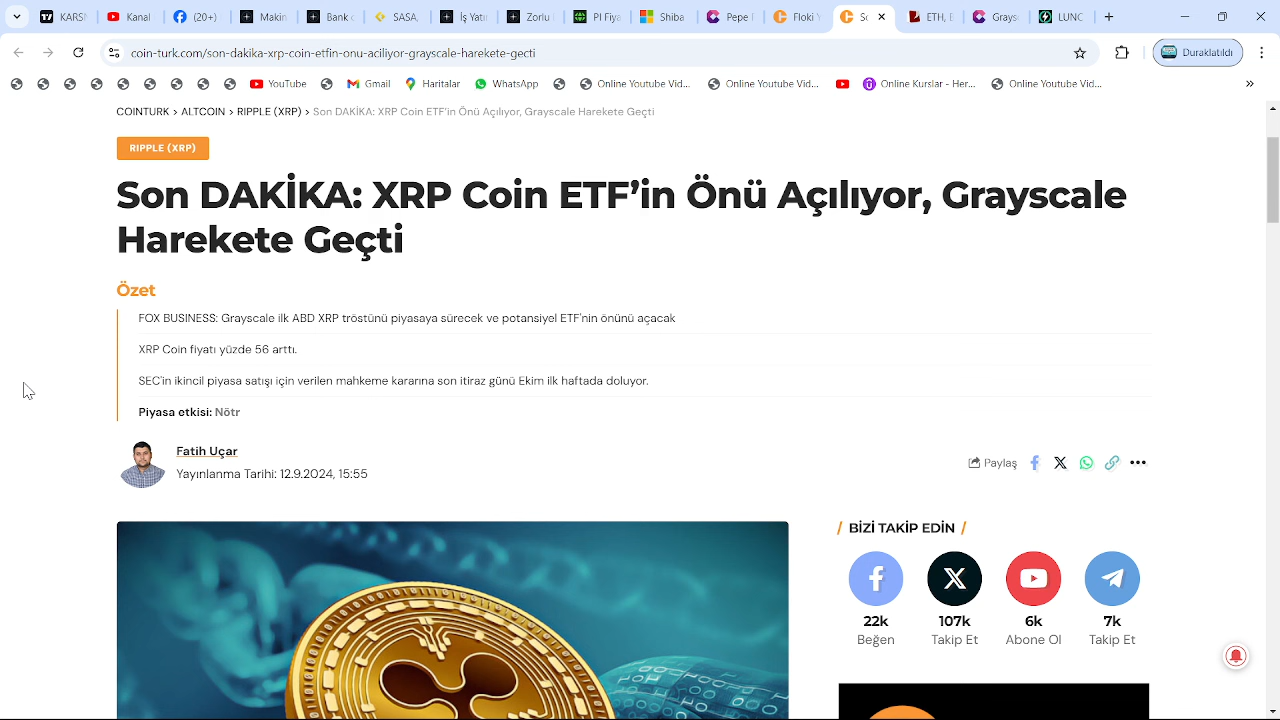 KARSI
You
(20+)
Makin
Bank c
SASA
İş Yat
Zorlu
PI Fiya
Shiba
Pepe
Floki
So
ETH,
Grays
LUNC
coin-turk.com/son-dakika-xrp-coin-etfin-onu-aciliyor-grayscale-harekete-gecti
Duraklatıldı
YouTube
Gmail
Haritalar
WhatsApp
Online Youtube Vid...
Online Youtube Vid...
Online Kurslar - Her...
Online Youtube Vid...
COINTURK > ALTCOIN > RIPPLE (XRP) > Son DAKİKA: XRP Coin ETF'in Önü Açılıyor, Grayscale Harekete Geçti
RIPPLE (XRP)
Son DAKİKA: XRP Coin ETF’in Önü Açılıyor, Grayscale
Harekete Geçti
Özet
FOX BUSINESS: Grayscale ilk ABD XRP tröstünü piyasaya sürecek ve potansiyel ETF'nin önünü açacak
XRP Coin fiyatı yüzde 56 arttı.
SEC'in ikincil piyasa satışı için verilen mahkeme kararına son itiraz günü Ekim ilk haftada doluyor.
Piyasa etkisi: Nötr
Fatih Uçar
Yayınlanma Tarihi: 12.9.2024, 15:55
Paylaş
/ BİZİ TAKİP EDİN /
22k
Beğen
107k
Takip Et
6k
Abone Ol
7k
Takip Et